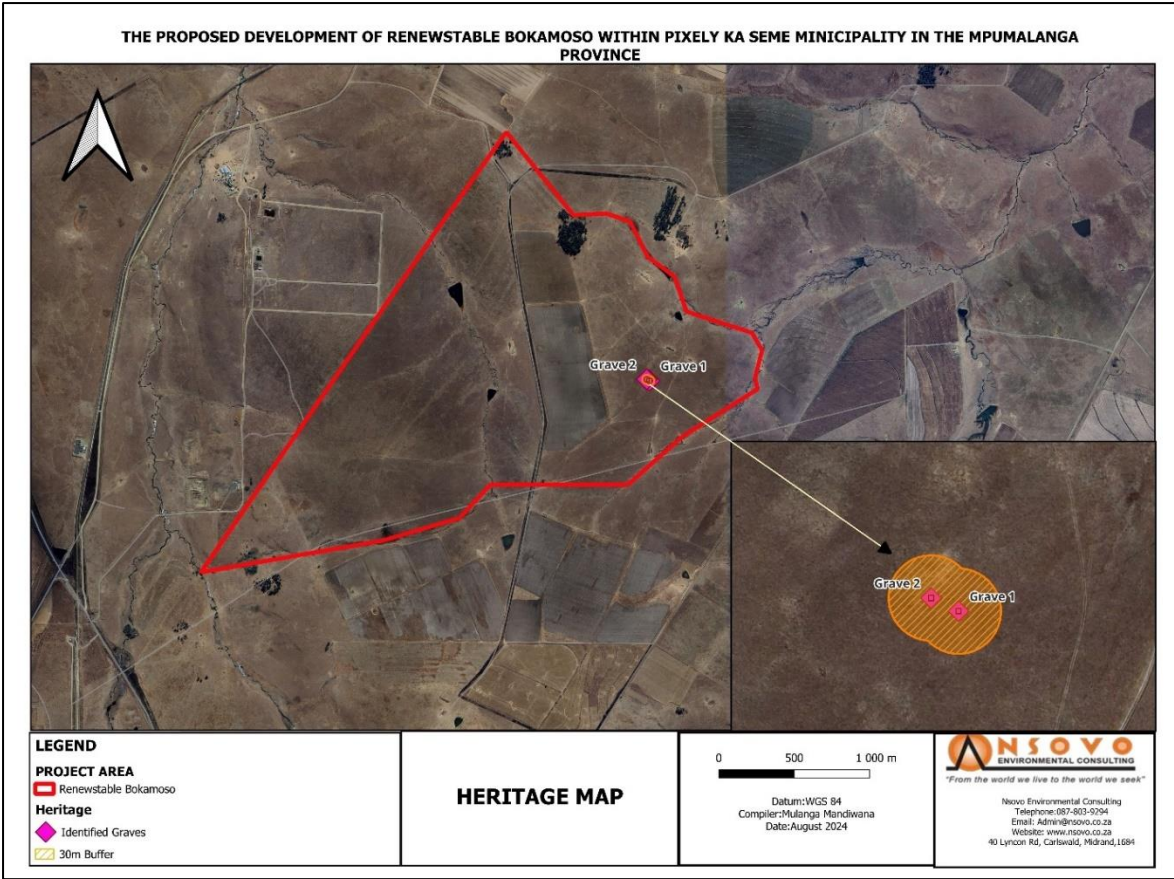 THE PROPOSED DEVELOPMENT OF RENEWSTABLE BOKAMOSO WITHIN PIXELY KA SEME MINICIPALITY IN THE MPUMALANGA
PROVINCE
Grave 2
Grave 1
Grave 2
Grave 1
LEGEND
PROJECT AREA
Renewstable Bokamoso
Heritage
Identified Graves
30m Buffer
HERITAGE MAP
0 500 1 000 m
Datum:WGS 84
Compiler:Mulanga Mandiwana
Date:August 2024
NSOVO
ENVIRONMENTAL CONSULTING
"From the world we live to the world we seek"
Nsovo Environmental Consulting
Telephone:087-803-9294
Email: Admin@nsovo.co.za
Website: www.nsovo.co.za
40 Lyncon Rd, Carlswald, Midrand,1684